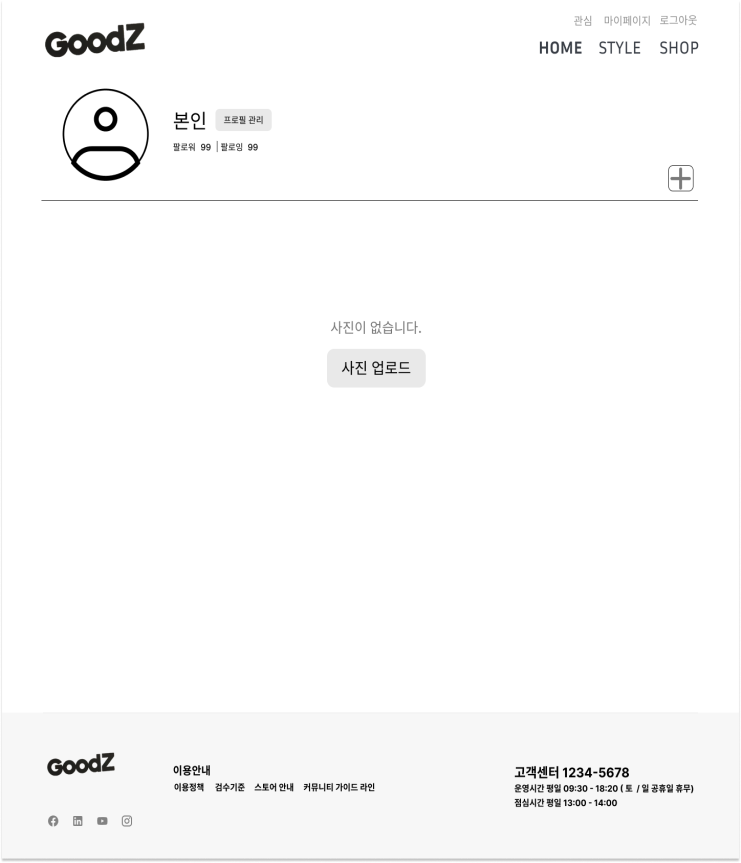 관심 마이페이지 로그아웃
GoodZ
HOME STYLE SHOP
본인 프로필 관리
팔로워 99 | 팔로잉 99
사진이 없습니다.
사진 업로드
GoodZ
이용안내
이용정책 검수기준 스토어 안내 커뮤니티 가이드 라인
고객센터 1234-5678
운영시간 평일 09:30 - 18:20 ( 토 / 일 공휴일 휴무)
점심시간 평일 13:00 - 14:00